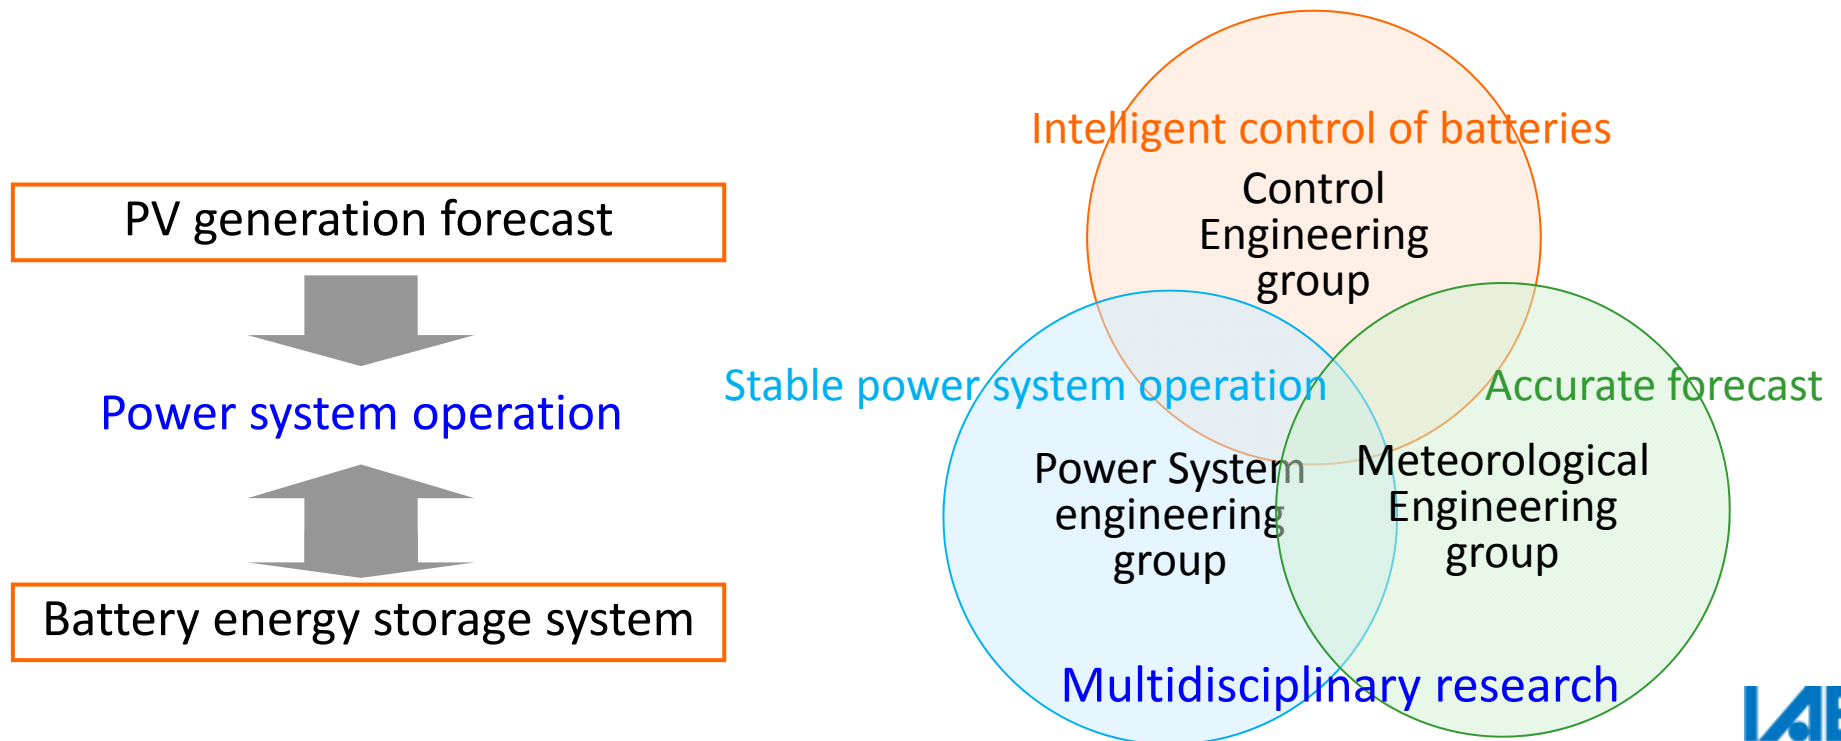 PV generation forecast
Power system operation
Battery energy storage system
Intelligent control of batteries
Control
Engineering
group
Stable power system operation
Accurate forecast
Power System
engineering
group
Meteorological
Engineering
group
Multidisciplinary research
IAE